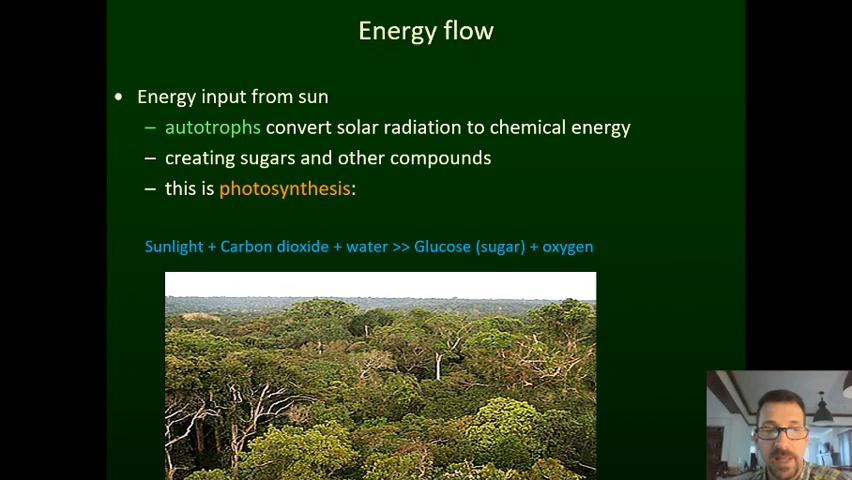 Energy flow
• Energy input from sun
– autotrophs convert solar radiation to chemical energy
– creating sugars and other compounds
– this is photosynthesis:
Sunlight + Carbon dioxide + water >> Glucose (sugar) + oxygen